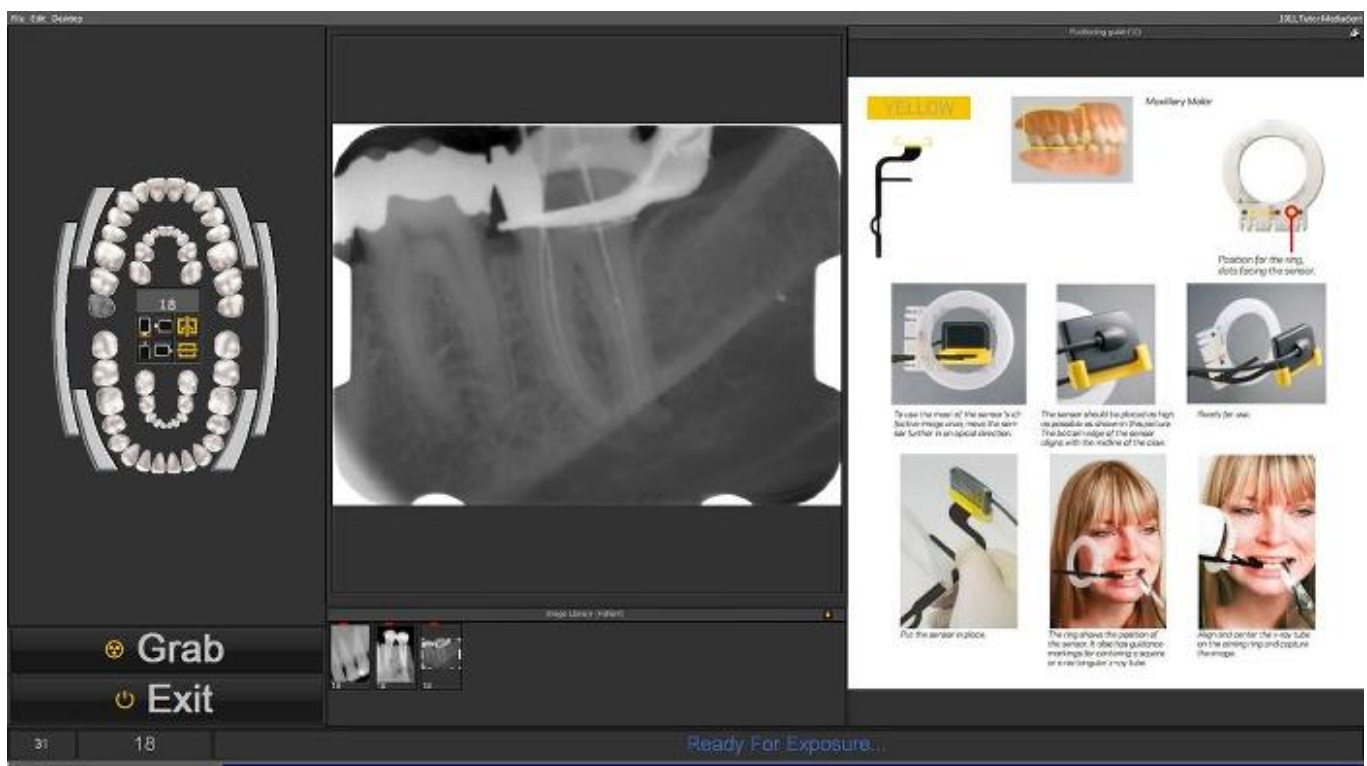 File Edit Desktop
Positioning guide (12)
YELLOW
Maxillary Molar
Position for the ring,
dots facing the sensor.
18
To use the most of the sensor's ef
fective image area, move the sen
sor further in an apical direction.
The sensor should be placed as high
as possible as shown in this picture.
The bottom edge of the sensor
aligns with the midline of the
Ready for use.
Put the sensor in place.
The ring shows the position of
the sensor. It also has guidance
markings for centering a square
or a rectangular x-ray tube.
Align and center the x-ray tube
on the aiming ring and capture
the image.
Image Library (Patient)
Grab
Exit
31
18
Ready For Exposure...